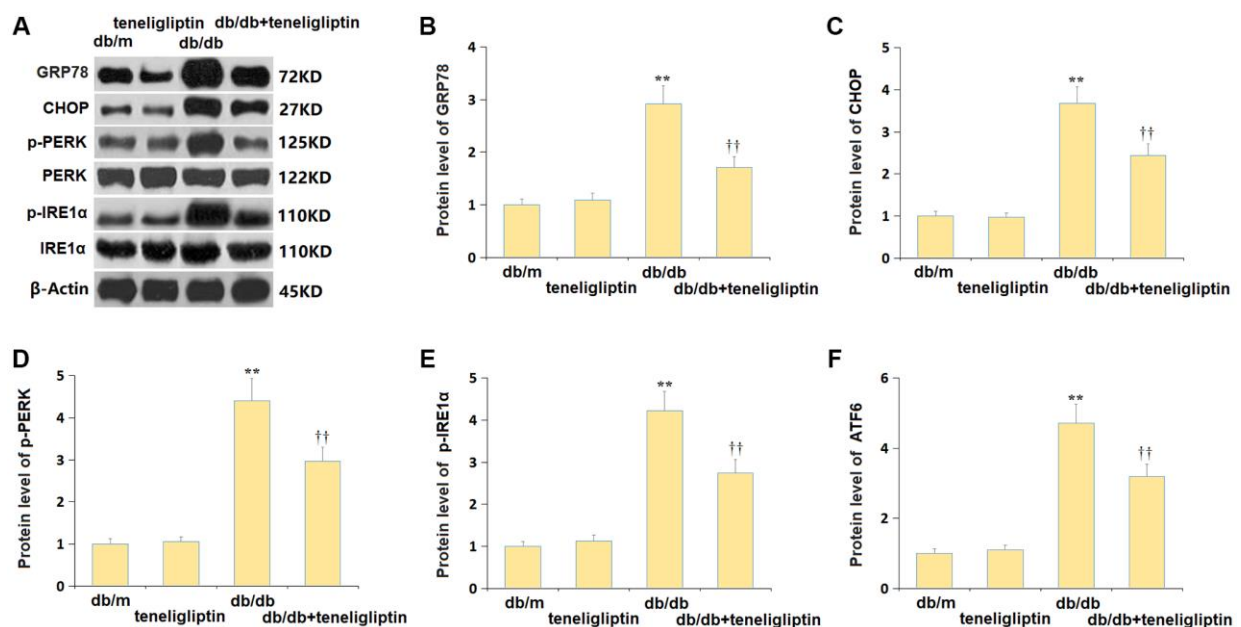 A
teneligliptin db/db+teneligliptin
db/m db/db
GRP78 72KD
CHOP 27KD
p-PERK 125KD
PERK 122KD
p-IRE1α 110KD
IRE1α 110KD
β-Actin 45KD
B
Protein level of GRP78
4
3
2
1
0
**
††
db/m db/db
teneligliptin db/db+teneligliptin
C
Protein level of CHOP
5
4
3
2
1
0
**
††
db/m db/db
teneligliptin db/db+teneligliptin
D
Protein level of p-PERK
5
4
3
2
1
0
**
††
db/m db/db
teneligliptin db/db+teneligliptin
E
Protein level of p-IRE1α
5
4
3
2
1
0
**
††
db/m db/db
teneligliptin db/db+teneligliptin
F
Protein level of ATF6
6
4
2
0
**
††
db/m db/db
teneligliptin db/db+teneligliptin